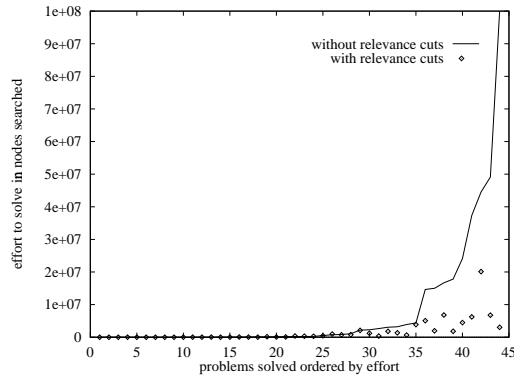 1e+08
9e+07
8e+07
7e+07
6e+07
5e+07
4e+07
3e+07
2e+07
1e+07
0
effort to solve in nodes searched
without relevance cuts
with relevance cuts
0 5 10 15 20 25 30 35 40 45
problems solved ordered by effort